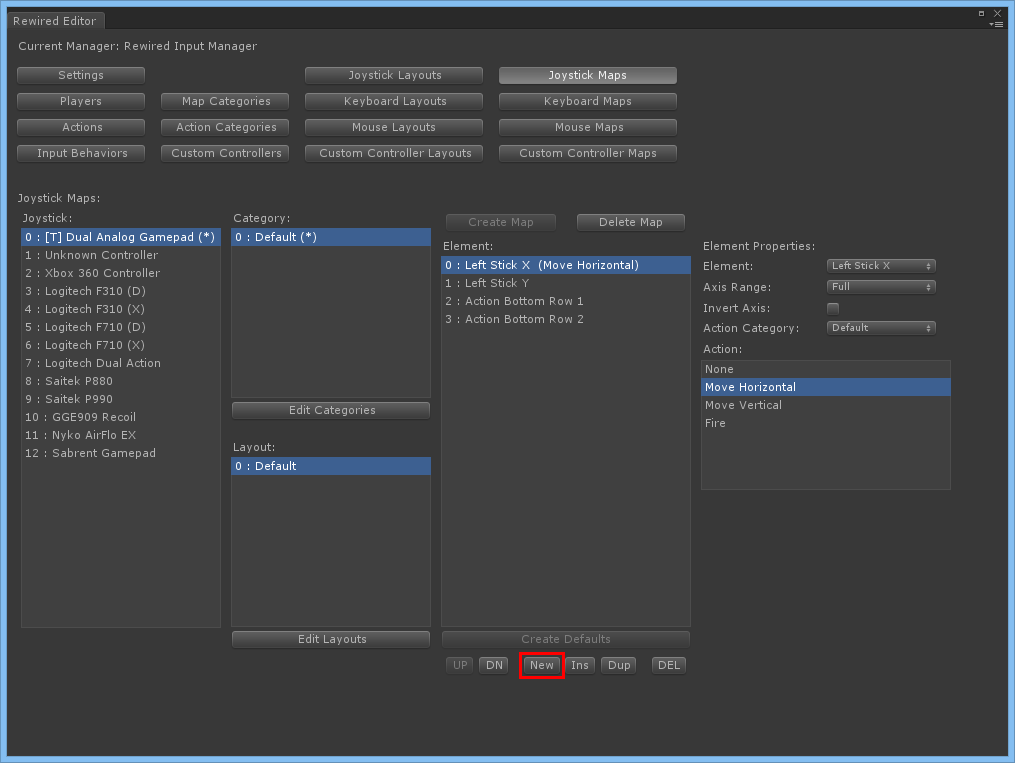 Rewired Editor
Current Manager: Rewired Input Manager
Settings
Joystick Layouts
Joystick Maps
Players
Map Categories
Keyboard Layouts
Keyboard Maps
Actions
Action Categories
Mouse Layouts
Mouse Maps
Input Behaviors
Custom Controllers
Custom Controller Layouts
Custom Controller Maps
Joystick Maps:
Joystick:
0 : [T] Dual Analog Gamepad (*)
1 : Unknown Controller
2 : Xbox 360 Controller
3 : Logitech F310 (D)
4 : Logitech F310 (X)
5 : Logitech F710 (D)
6 : Logitech F710 (X)
7 : Logitech Dual Action
8 : Saitek P880
9 : Saitek P990
10 : GGE909 Recoil
11 : Nyko AirFlo EX
12 : Sabrent Gamepad
Category:
0 : Default (*)
Edit Categories
Layout:
0 : Default
Edit Layouts
Create Map
Delete Map
Element:
0 : Left Stick X (Move Horizontal)
1 : Left Stick Y
2 : Action Bottom Row 1
3 : Action Bottom Row 2
Create Defaults
UP
DN
New
Ins
Dup
DEL
Element Properties:
Element: Left Stick X
Axis Range: Full
Invert Axis:
Action Category: Default
Action:
None
Move Horizontal
Move Vertical
Fire